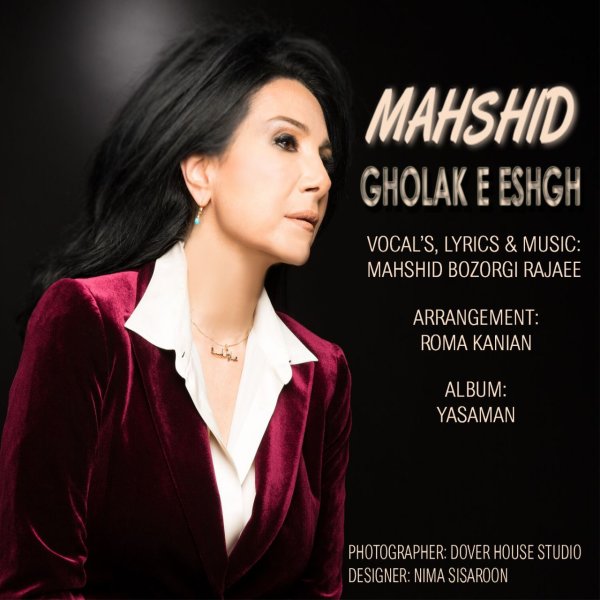 MAHSHID
GHOLAK E ESHGH
VOCAL'S, LYRICS & MUSIC:
MAHSHID BOZORGI RAJAEE
ARRANGEMENT:
ROMA KANIAN
ALBUM:
YASAMAN
PHOTOGRAPHER: DOVER HOUSE STUDIO
DESIGNER: NIMA SISAROON